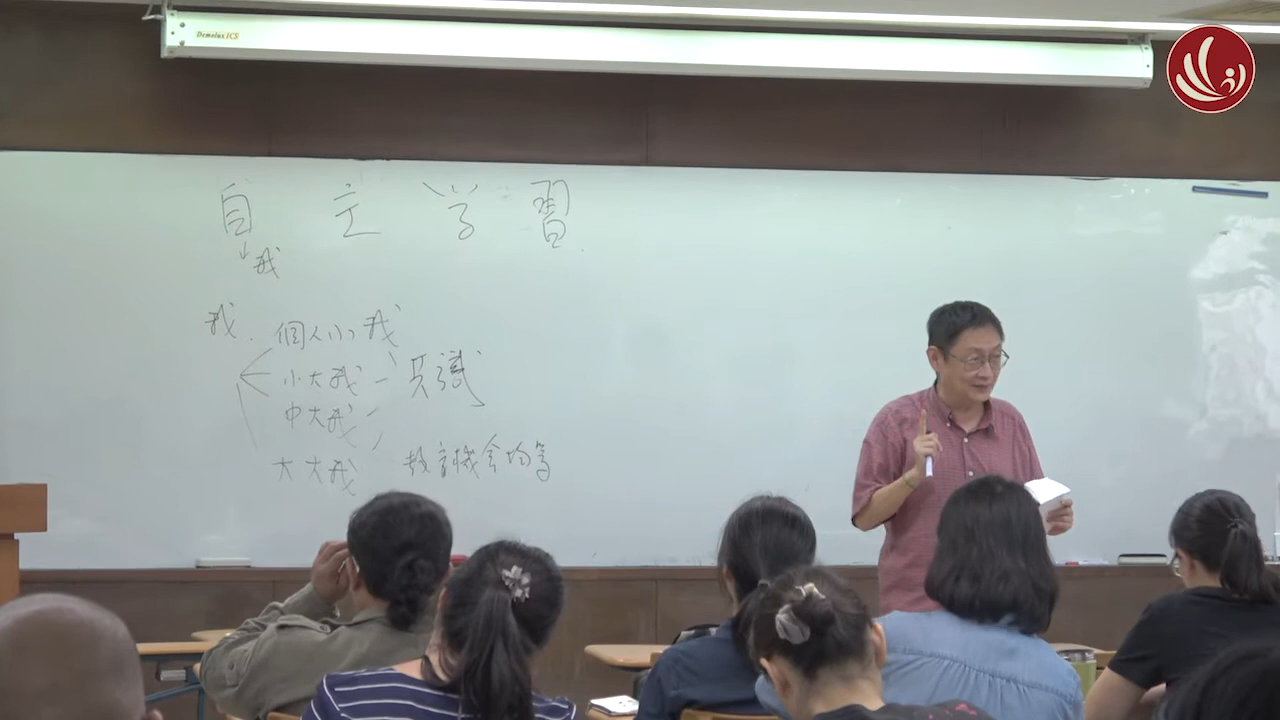 Demolux ICS
自主学習
我
我 個人小我
小大我 共識
中大我
大大我 教育機会均等